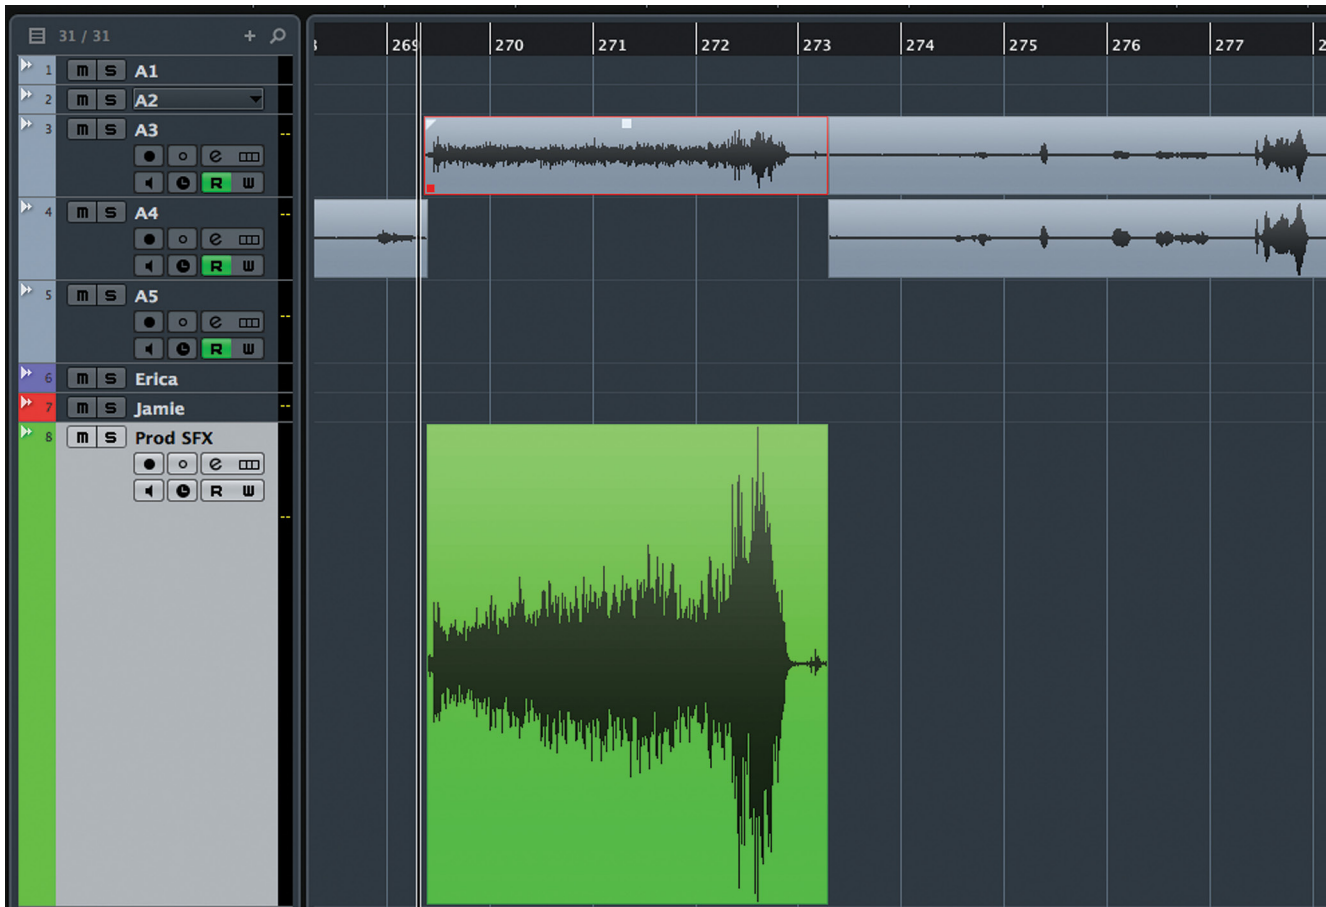 31 / 31 +
269 270 271 272 273 274 275 276 277 2
1 m S A1
2 m S A2
3 m S A3
e
R W
4 m S A4
e
R W
5 m S A5
e
R W
6 m S Erica
7 m S Jamie
8 m S Prod SFX
e
R W